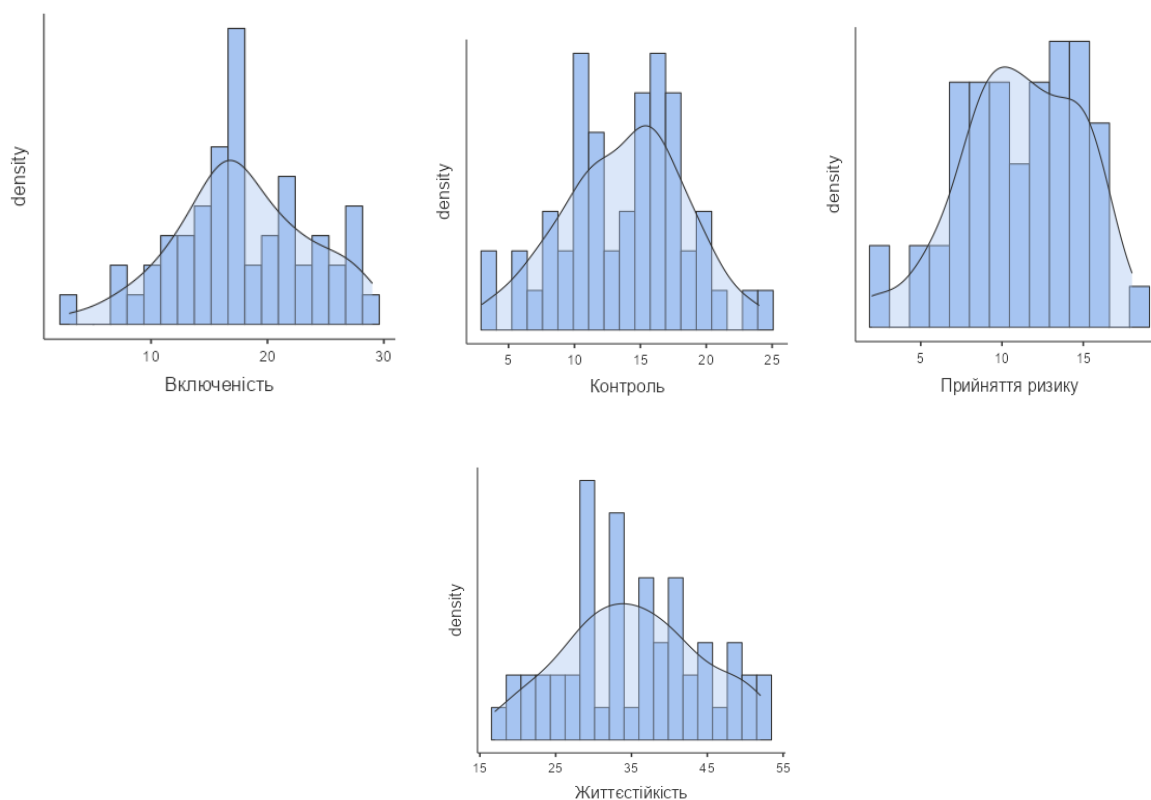 density
10 20 30
Включеність
density
5 10 15 20 25
Контроль
density
5 10 15
Прийняття ризику
density
15 25 35 45 55
Життєстійкість